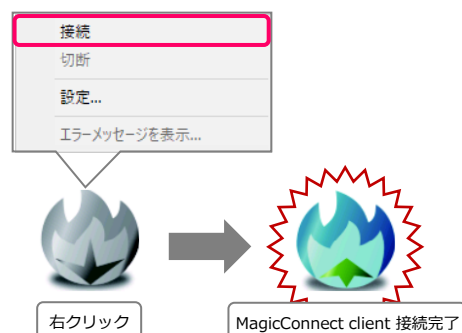 接続
切断
設定...
エラーメッセージを表示...
右クリック
MagicConnect client 接続完了